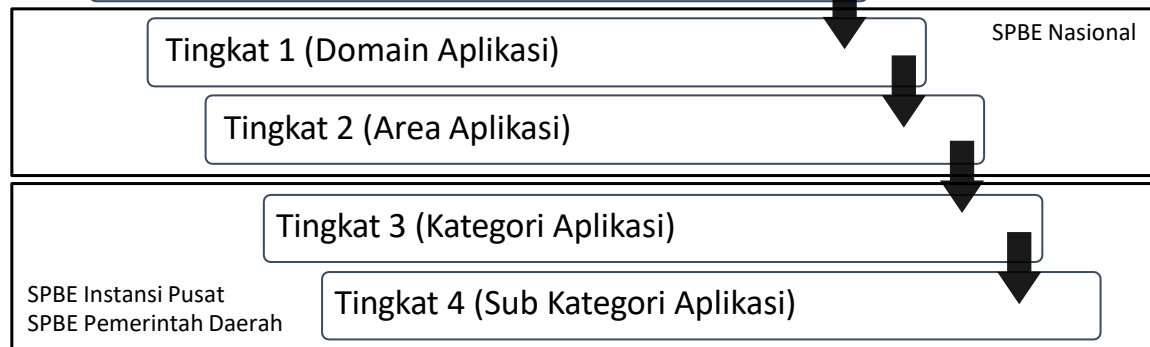 SPBE Nasional
Tingkat 1 (Domain Aplikasi)
Tingkat 2 (Area Aplikasi)
Tingkat 3 (Kategori Aplikasi)
Tingkat 4 (Sub Kategori Aplikasi)
SPBE Instansi Pusat
SPBE Pemerintah Daerah